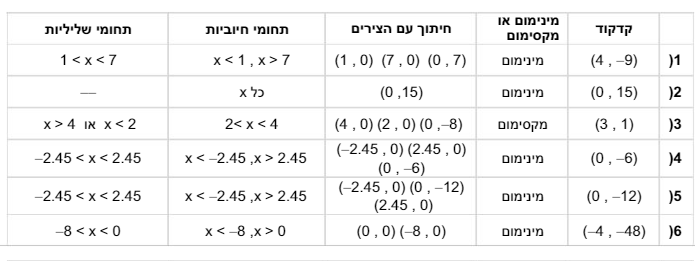 קדקוד | מינימום או מקסימום | חיתוך עם הצירים | תחומי חיוביות | תחומי שליליות
1( | (4 , –9) | מינימום | (1 , 0) (7 , 0) (0 , 7) | x < 1 , x > 7 | 1 < x < 7
2( | (0 , 15) | מינימום | (0 ,15) | כל x | —
3( | (3 , 1) | מקסימום | (4 , 0) (2 , 0) (0 ,–8) | 2< x < 4 | x < 2 או x > 4
4( | (0 , –6) | מינימום | (–2.45 , 0) (2.45 , 0) (0 , –6) | x < –2.45 ,x > 2.45 | –2.45 < x < 2.45
5( | (0 , –12) | מינימום | (–2.45 , 0) (0 , –12) (2.45 , 0) | x < –2.45 ,x > 2.45 | –2.45 < x < 2.45
6( | (–4 , –48) | מינימום | (0 , 0) (–8 , 0) | x < –8 ,x > 0 | –8 < x < 0